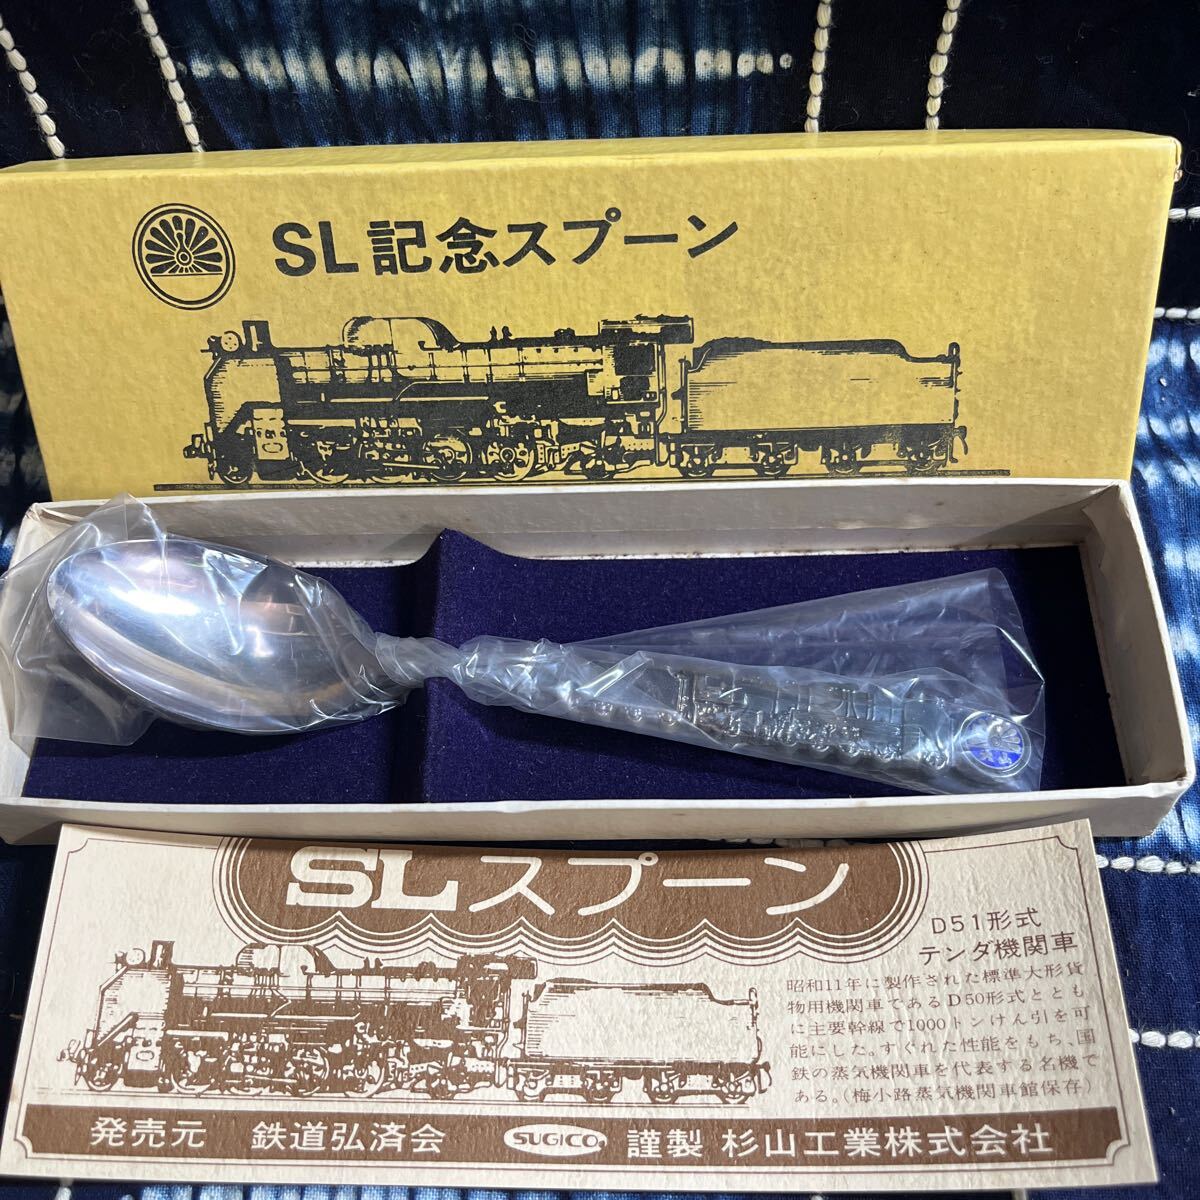 SL記念スプーン
SLスプーン
D51形式
テンダ機関車
昭和11年に製作された標準大形貨
物用機関車であるD50形式ととも
に主要幹線で1000トンけん引を可
能にした。すぐれた性能をもち、国
鉄の蒸気機関車を代表する名機で
ある。(梅小路蒸気機関車館保存)
発売元 鉄道弘済会 SUGICO 謹製 杉山工業株式会社